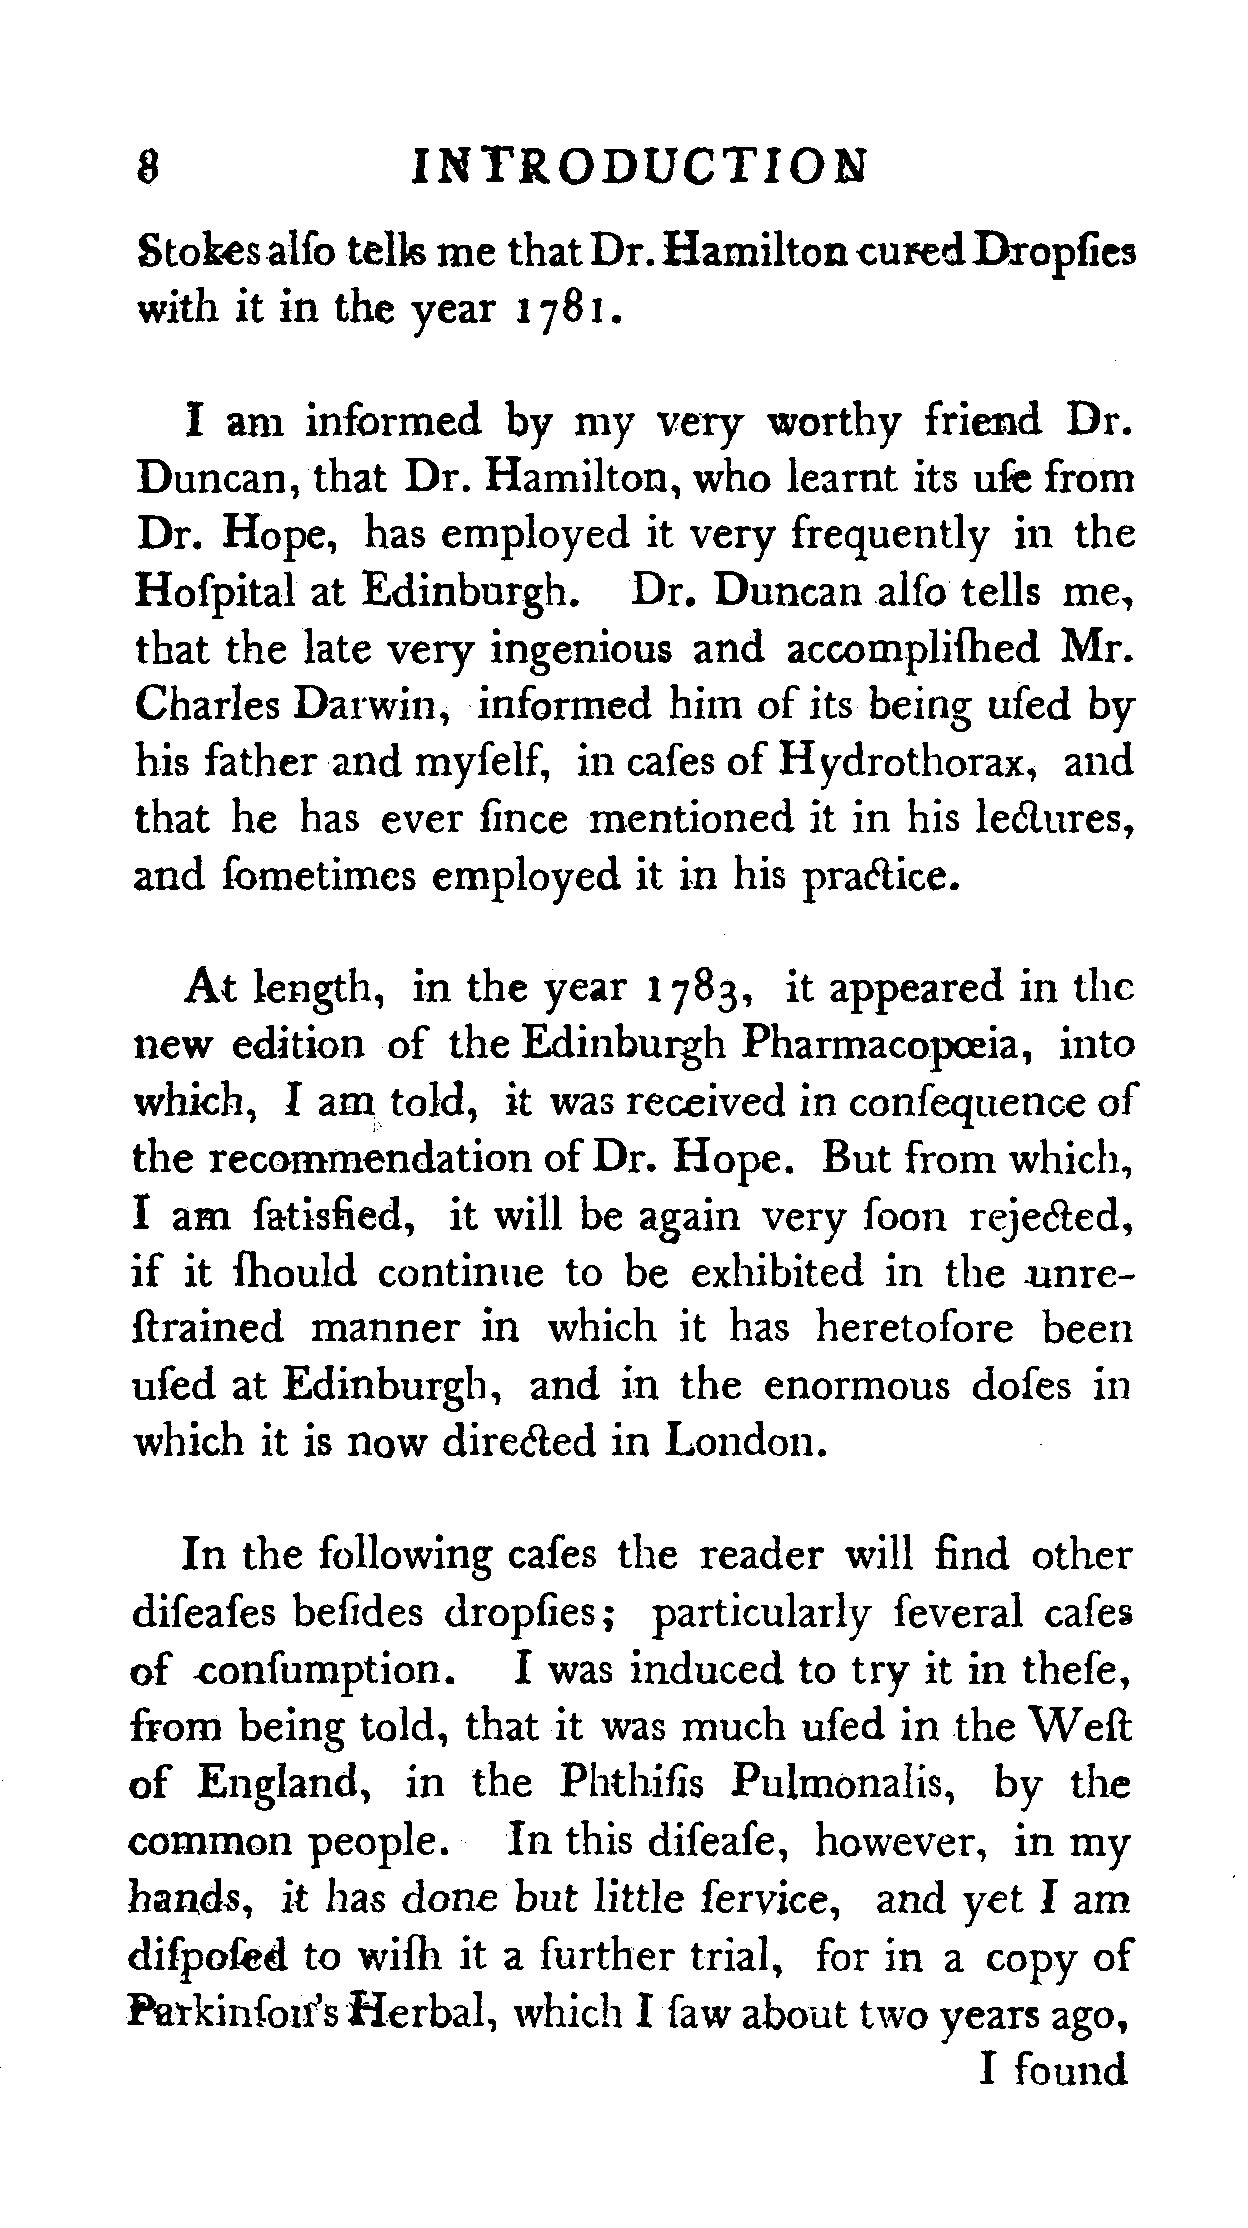 8 INTRODUCTION
Stokes alſo tells me that Dr. Hamilton cured Dropſies
with it in the year 1781.
I am informed by my very worthy friend Dr.
Duncan, that Dr. Hamilton, who learnt its uſe from
Dr. Hope, has employed it very frequently in the
Hoſpital at Edinburgh. Dr. Duncan alſo tells me,
that the late very ingenious and accompliſhed Mr.
Charles Darwin, informed him of its being uſed by
his father and myſelf, in caſes of Hydrothorax, and
that he has ever ſince mentioned it in his lectures,
and ſometimes employed it in his practice.
At length, in the year 1783, it appeared in the
new edition of the Edinburgh Pharmacopœia, into
which, I am told, it was received in conſequence of
the recommendation of Dr. Hope. But from which,
I am ſatisfied, it will be again very ſoon rejected,
if it ſhould continue to be exhibited in the unre-
ſtrained manner in which it has heretofore been
uſed at Edinburgh, and in the enormous doſes in
which it is now directed in London.
In the following caſes the reader will find other
diſeaſes beſides dropſies; particularly ſeveral caſes
of conſumption. I was induced to try it in theſe,
from being told, that it was much uſed in the Weſt
of England, in the Phthiſis Pulmonalis, by the
common people. In this diſeaſe, however, in my
hands, it has done but little ſervice, and yet I am
diſpoſed to wiſh it a further trial, for in a copy of
Parkinſon's Herbal, which I ſaw about two years ago,
I found